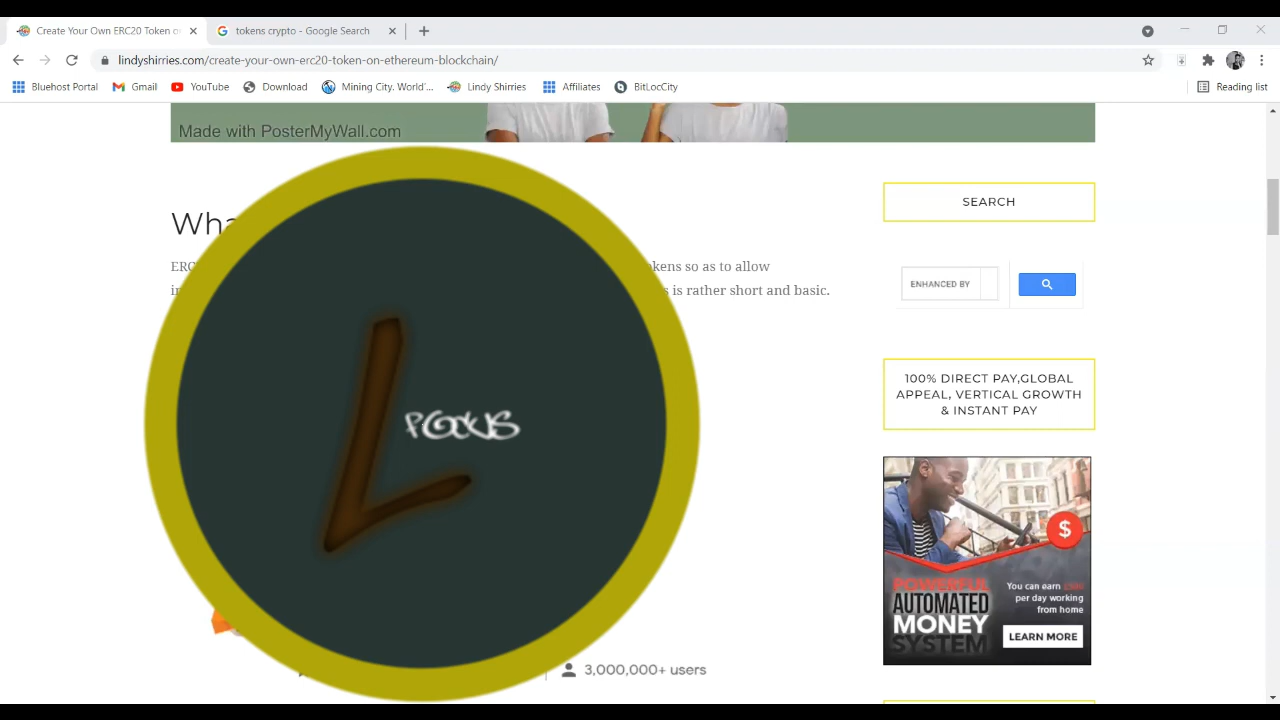 Create Your Own ERC20 Token o
tokens crypto - Google Search
lindyshirries.com/create-your-own-erc20-token-on-ethereum-blockchain/
Bluehost Portal
Gmail
YouTube
Download
Mining City. World'...
Lindy Shirries
Affiliates
BitLocCity
Reading list
Made with PosterMyWall.com
SEARCH
ENHANCED BY
100% DIRECT PAY,GLOBAL
APPEAL, VERTICAL GROWTH
& INSTANT PAY
kens so as to allow
s is rather short and basic.
L
$
POWERFUL
AUTOMATED
MONEY
SYSTEM
You can earn
per day working
from home
LEARN MORE
3,000,000+ users